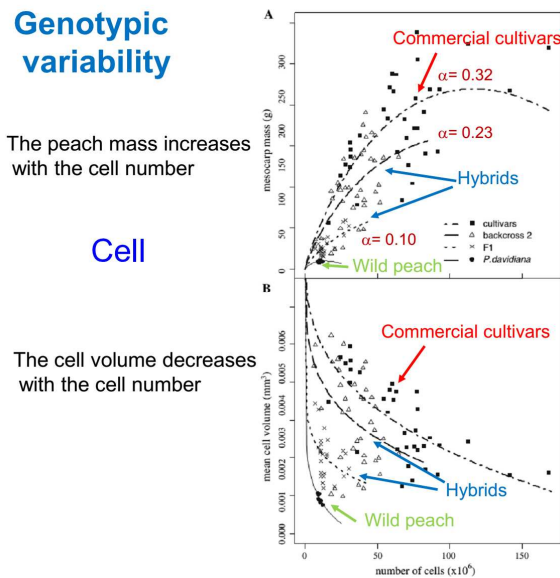 Genotypic
variability
The peach mass increases
with the cell number
Cell
The cell volume decreases
with the cell number
A
mesocarp mass (g)
0 50 100 150 200 250 300
Commercial cultivars
α= 0.32
α= 0.23
Hybrids
α= 0.10
Wild peach
cultivars
backcross 2
F1
P.davidiana
B
mean cell volume (mm³)
0.000 0.001 0.002 0.003 0.004 0.005 0.006
Commercial cultivars
Hybrids
Wild peach
0 50 100 150
number of cells (x10⁶)